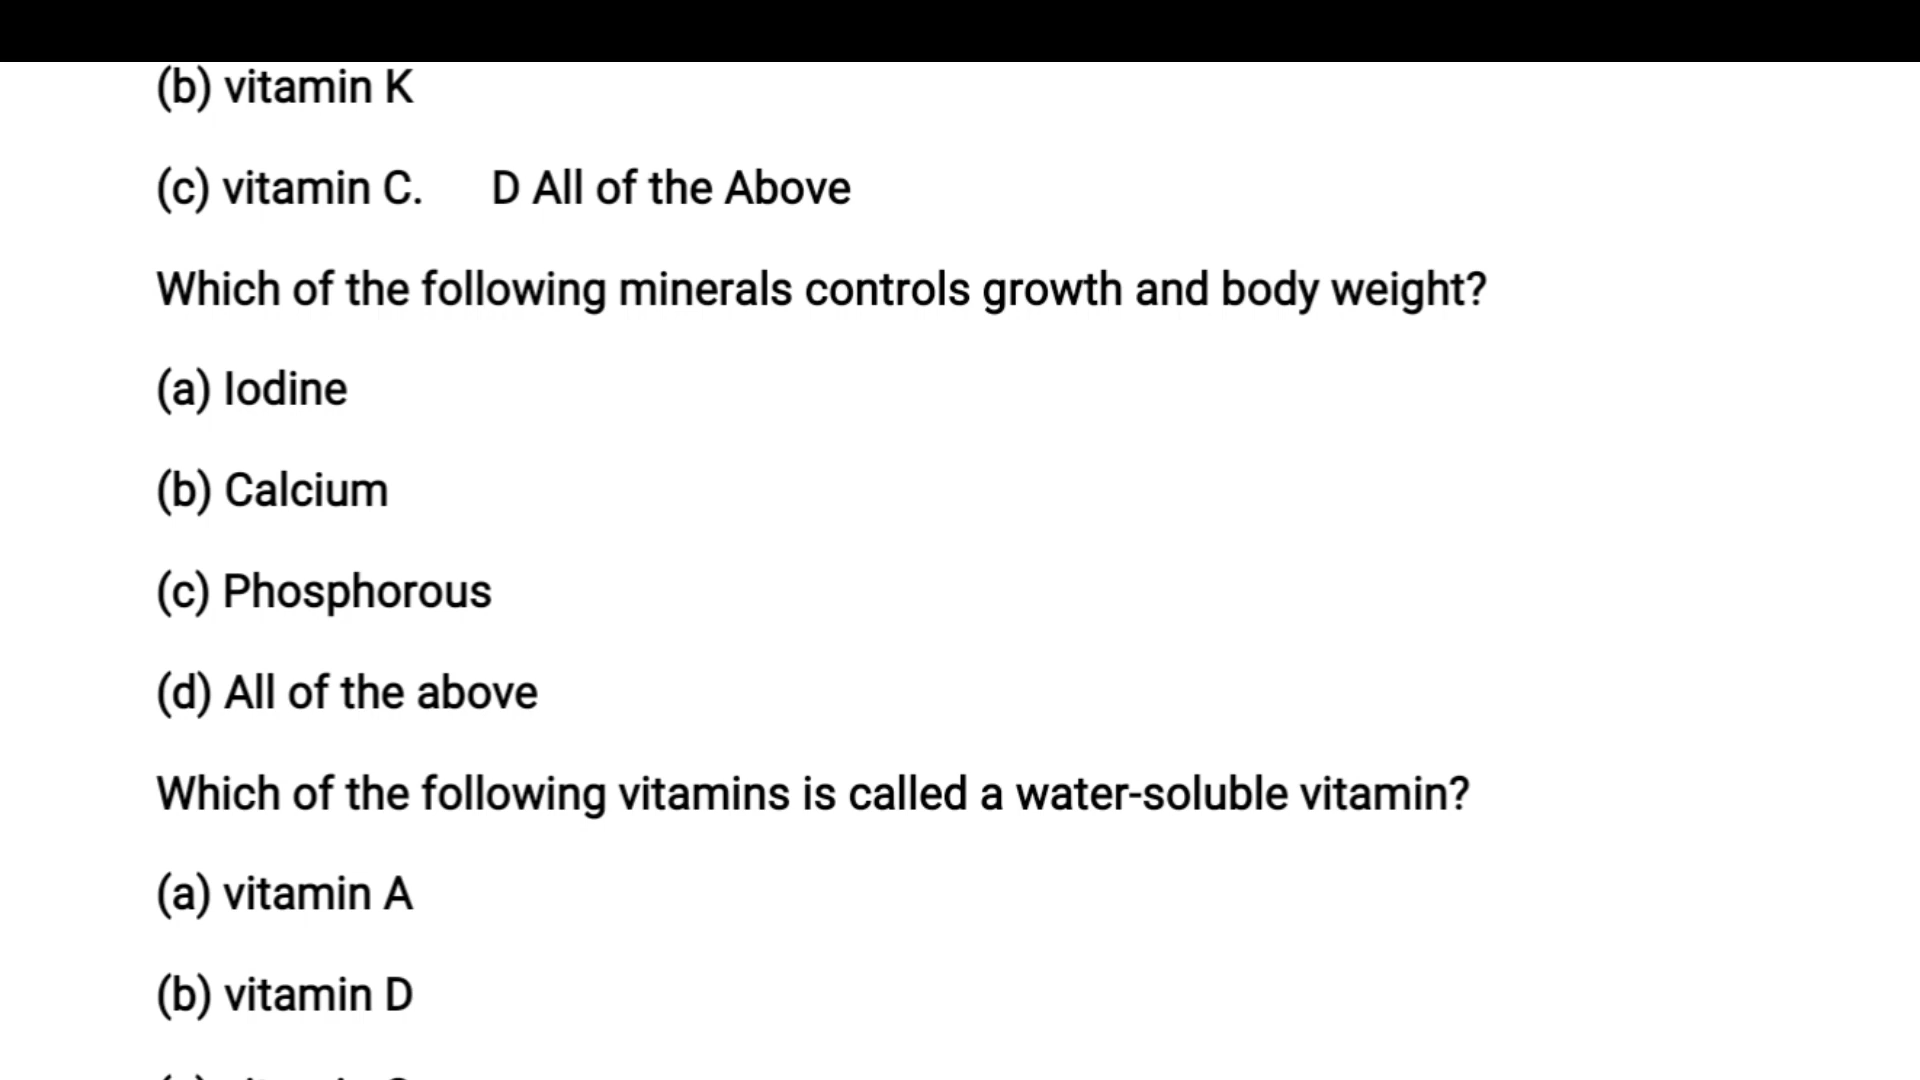 (b) vitamin K
(c) vitamin C. D All of the Above
Which of the following minerals controls growth and body weight?
(a) Iodine
(b) Calcium
(c) Phosphorous
(d) All of the above
Which of the following vitamins is called a water-soluble vitamin?
(a) vitamin A
(b) vitamin D